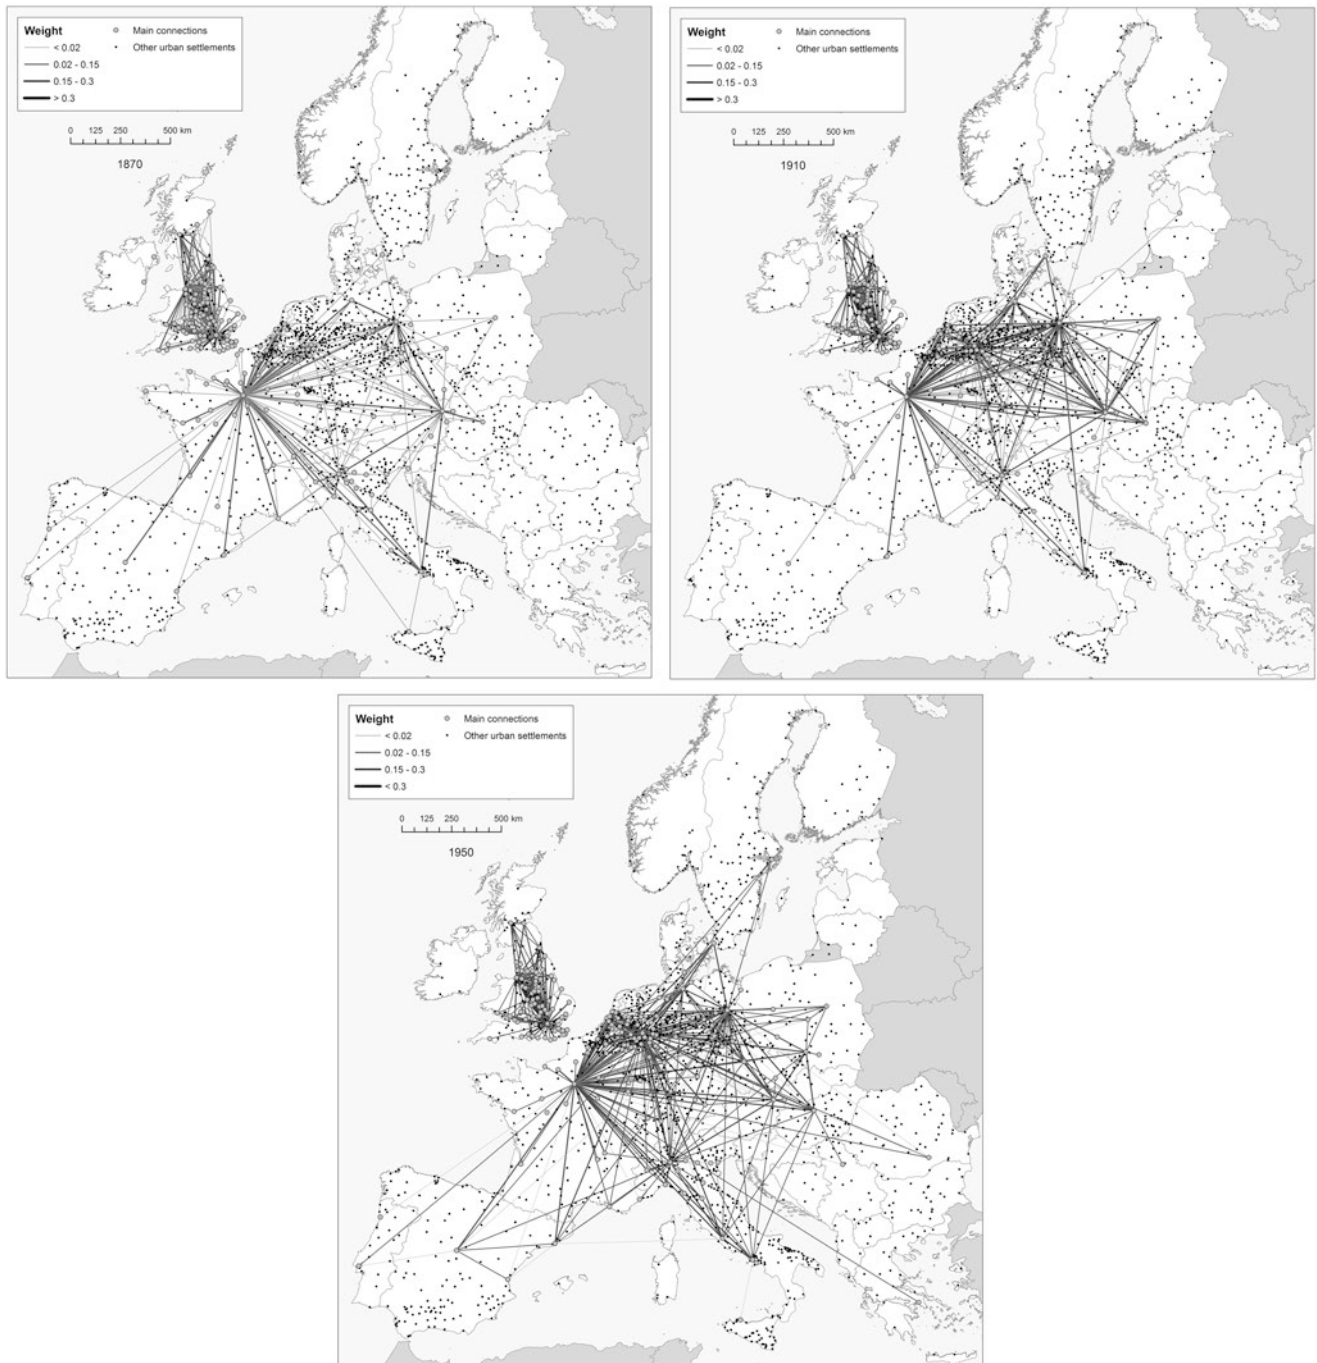 Weight
Main connections
< 0.02
Other urban settlements
0.02 - 0.15
0.15 - 0.3
> 0.3
0 125 250 500 km
1870
Weight
Main connections
< 0.02
Other urban settlements
0.02 - 0.15
0.15 - 0.3
> 0.3
0 125 250 500 km
1910
Weight
Main connections
< 0.02
Other urban settlements
0.02 - 0.15
0.15 - 0.3
< 0.3
0 125 250 500 km
1950